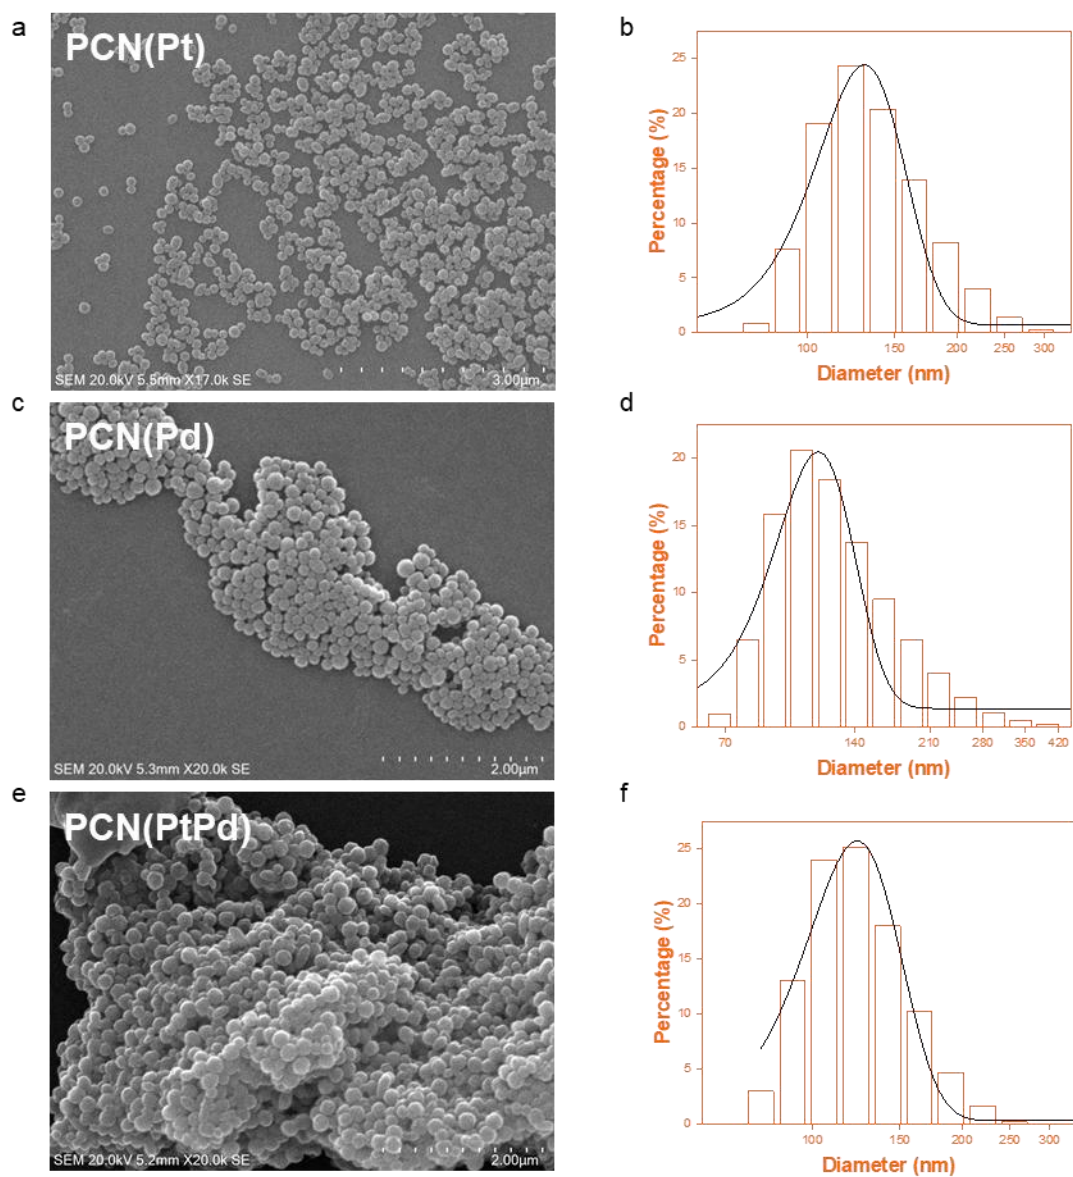 a
PCN(Pt)
SEM 20.0kV 5.5mm X17.0k SE
3.00μm
b
Percentage (%)
25
20
15
10
5
0
100 150 200 250 300
Diameter (nm)
c
PCN(Pd)
SEM 20.0kV 5.3mm X20.0k SE
2.00μm
d
Percentage (%)
20
15
10
5
0
70 140 210 280 350 420
Diameter (nm)
e
PCN(PtPd)
SEM 20.0kV 5.2mm X20.0k SE
2.00μm
f
Percentage (%)
25
20
15
10
5
0
100 150 200 250 300
Diameter (nm)